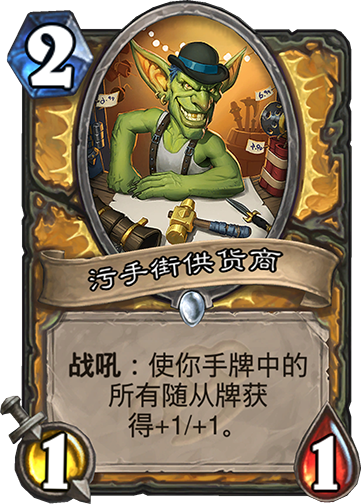 2
污手街供货商
战吼：使你手牌中的
所有随从牌获
得+1/+1。
1
1